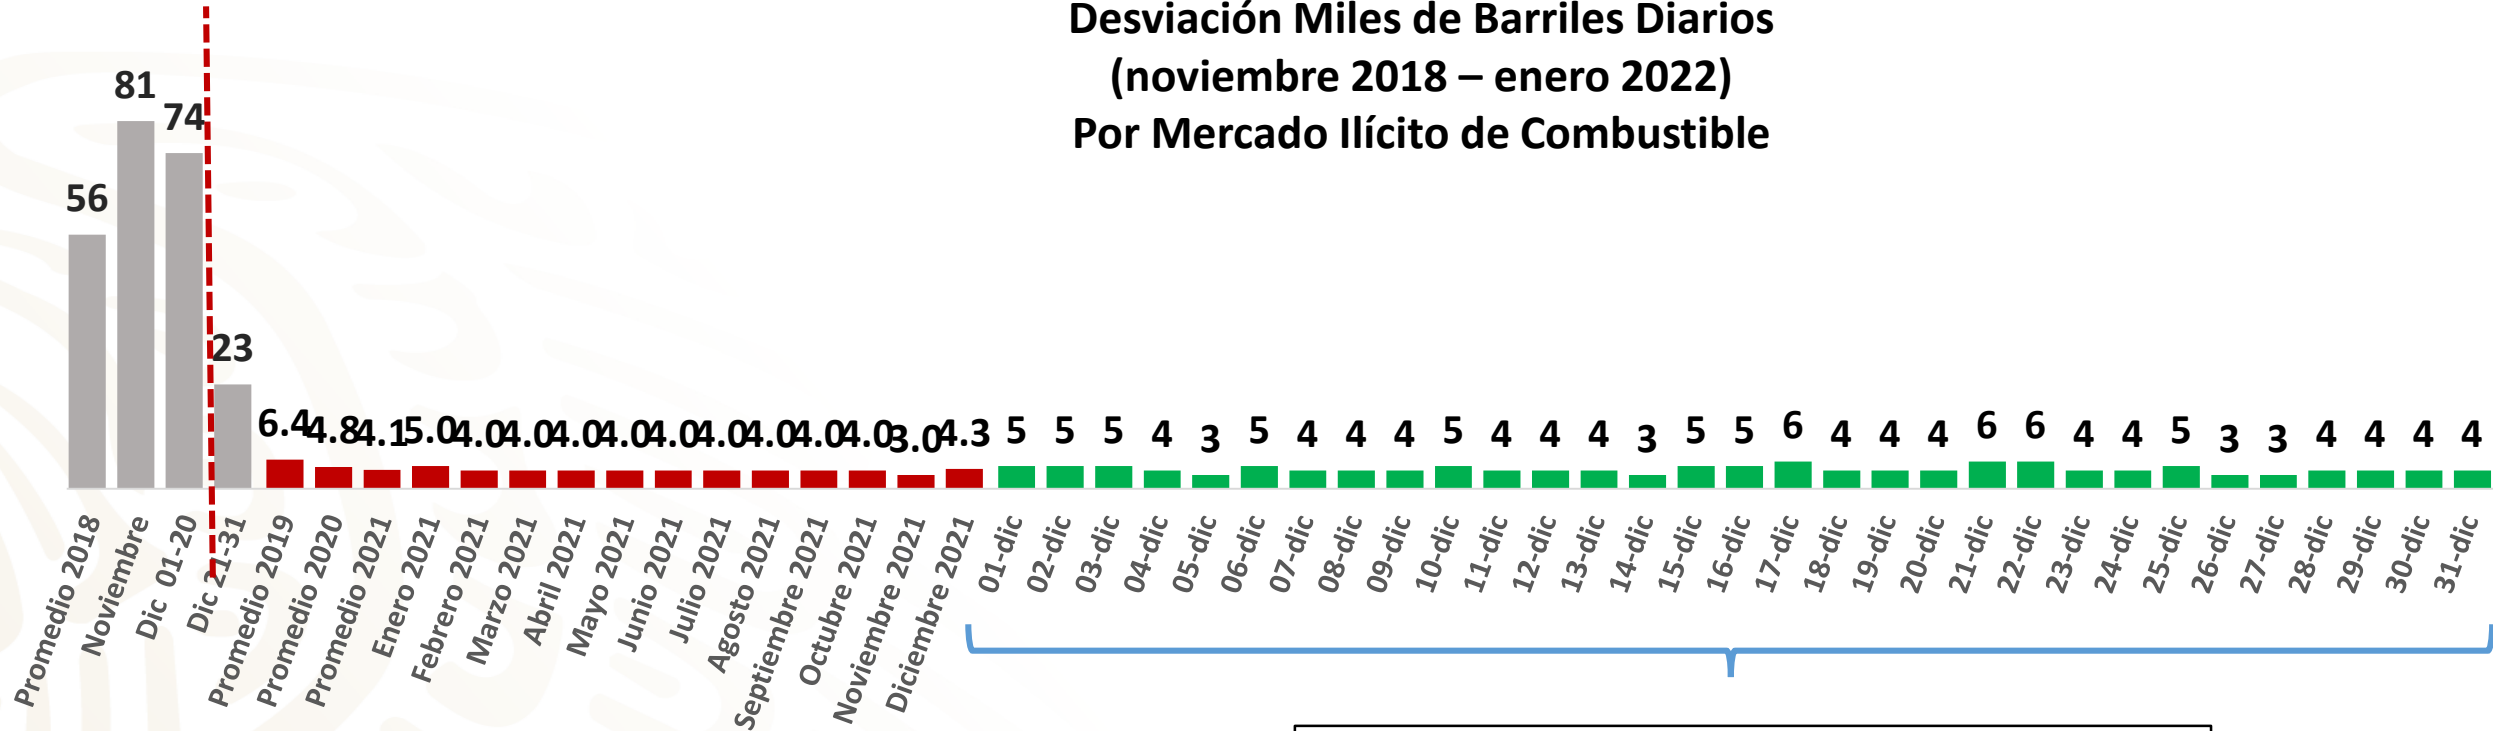 Desviación Miles de Barriles Diarios
(noviembre 2018 – enero 2022)
Por Mercado Ilícito de Combustible
56
81
74
23
6.4
4.8
4.1
5.0
4.0
4.0
4.0
4.0
4.0
4.0
4.0
4.0
4.0
3.0
4.3
5
5
5
4
3
5
4
4
4
5
4
4
4
3
5
5
6
4
4
4
6
6
4
4
5
3
3
4
4
4
4
Promedio 2018
Noviembre
Dic 01-20
Dic 21-31
Promedio 2019
Promedio 2020
Promedio 2021
Enero 2021
Febrero 2021
Marzo 2021
Abril 2021
Mayo 2021
Junio 2021
Julio 2021
Agosto 2021
Septiembre 2021
Octubre 2021
Noviembre 2021
Diciembre 2021
01-dic
02-dic
03-dic
04-dic
05-dic
06-dic
07-dic
08-dic
09-dic
10-dic
11-dic
12-dic
13-dic
14-dic
15-dic
16-dic
17-dic
18-dic
19-dic
20-dic
21-dic
22-dic
23-dic
24-dic
25-dic
26-dic
27-dic
28-dic
29-dic
30-dic
31-dic